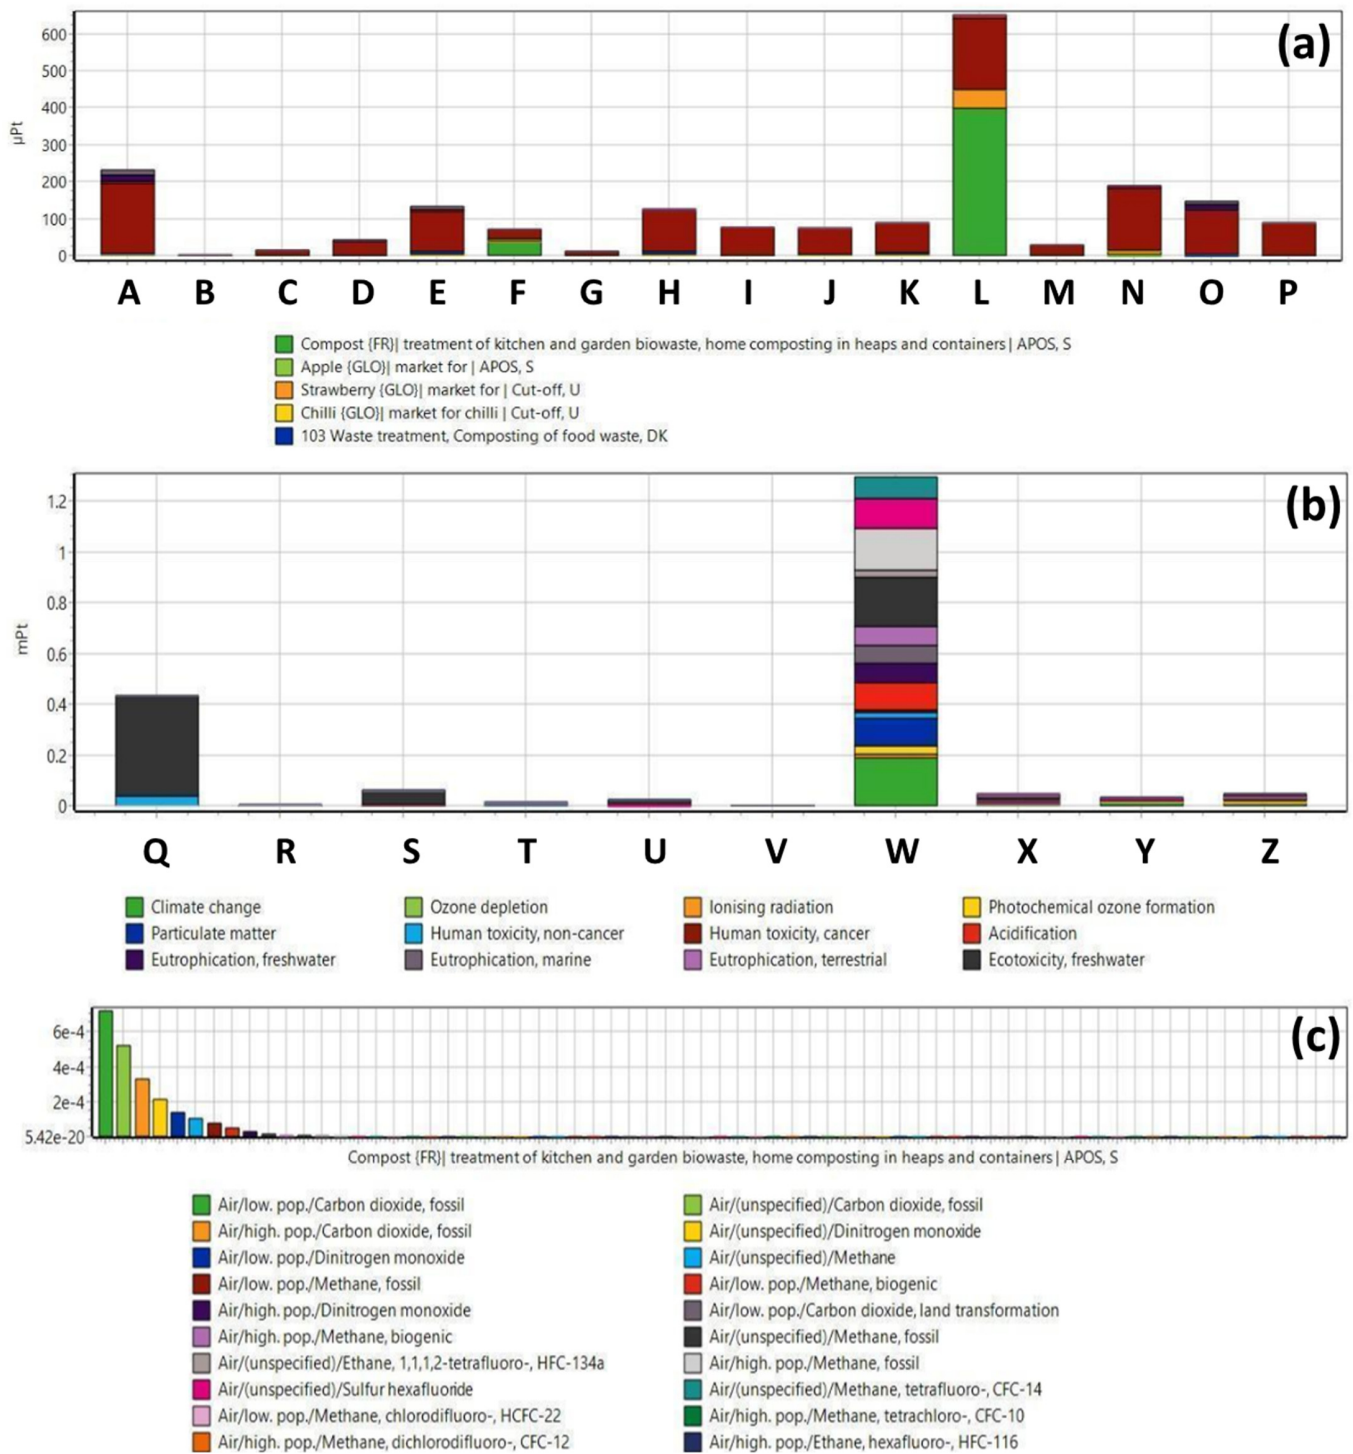 (a)
600
500
400
300
200
100
0
µPt
A B C D E F G H I J K L M N O P
Compost {FR}| treatment of kitchen and garden biowaste, home composting in heaps and containers | APOS, S
Apple {GLO}| market for | APOS, S
Strawberry {GLO}| market for | Cut-off, U
Chilli {GLO}| market for chilli | Cut-off, U
103 Waste treatment, Composting of food waste, DK
(b)
1.2
1
0.8
0.6
0.4
0.2
0
mPt
Q R S T U V W X Y Z
Climate change Ozone depletion Ionising radiation Photochemical ozone formation
Particulate matter Human toxicity, non-cancer Human toxicity, cancer Acidification
Eutrophication, freshwater Eutrophication, marine Eutrophication, terrestrial Ecotoxicity, freshwater
(c)
6e-4
4e-4
2e-4
5.42e-20
Compost {FR}| treatment of kitchen and garden biowaste, home composting in heaps and containers | APOS, S
Air/low. pop./Carbon dioxide, fossil Air/(unspecified)/Carbon dioxide, fossil
Air/high. pop./Carbon dioxide, fossil Air/(unspecified)/Dinitrogen monoxide
Air/low. pop./Dinitrogen monoxide Air/(unspecified)/Methane
Air/low. pop./Methane, fossil Air/low. pop./Methane, biogenic
Air/high. pop./Dinitrogen monoxide Air/low. pop./Carbon dioxide, land transformation
Air/high. pop./Methane, biogenic Air/(unspecified)/Methane, fossil
Air/(unspecified)/Ethane, 1,1,1,2-tetrafluoro-, HFC-134a Air/high. pop./Methane, fossil
Air/(unspecified)/Sulfur hexafluoride Air/(unspecified)/Methane, tetrafluoro-, CFC-14
Air/low. pop./Methane, chlorodifluoro-, HCFC-22 Air/high. pop./Methane, tetrachloro-, CFC-10
Air/high. pop./Methane, dichlorodifluoro-, CFC-12 Air/high. pop./Ethane, hexafluoro-, HFC-116